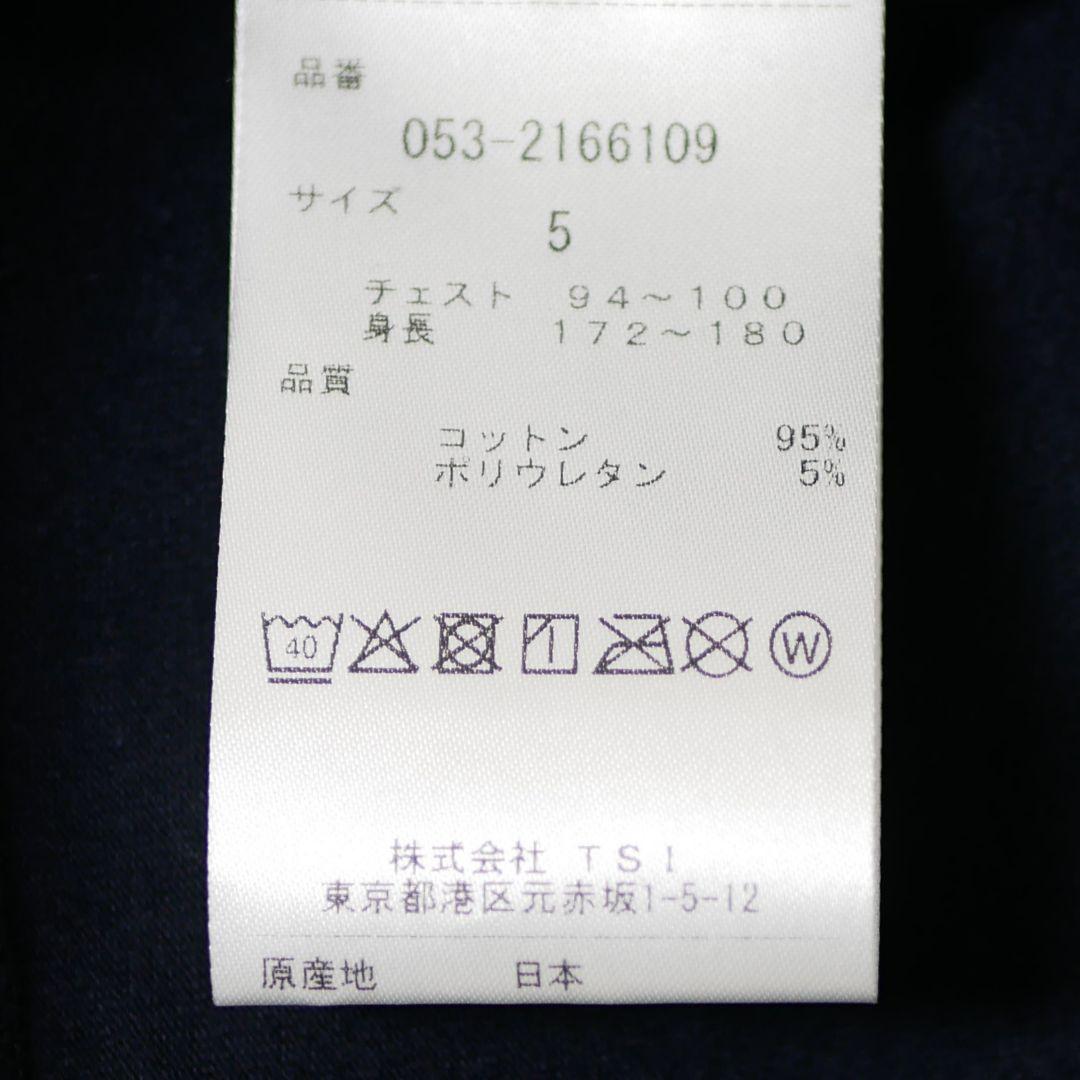 品番
053-2166109
サイズ
5
チェスト 94～100
身長 172～180
品質
コットン 95%
ポリウレタン 5%
40 W
株式会社 TSI
東京都港区元赤坂1-5-12
原産地 日本